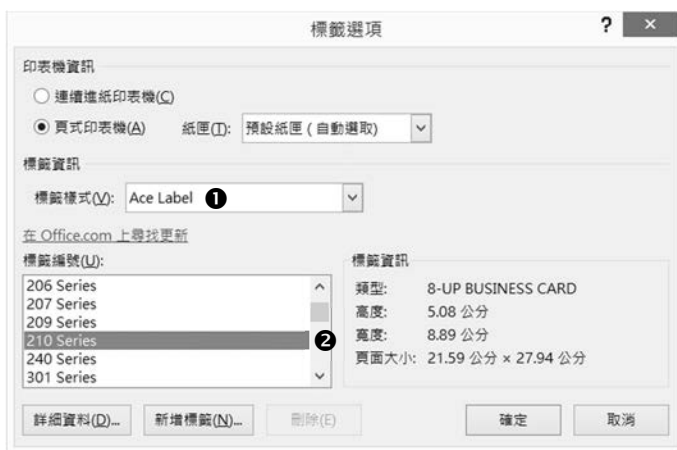 標籤選項 ? ×
印表機資訊
連續進紙印表機(C)
頁式印表機(A) 紙匣(T): 預設紙匣 ( 自動選取)
標籤資訊
標籤樣式(V): Ace Label ❶
在 Office.com 上尋找更新
標籤編號(U):
206 Series
207 Series
209 Series
210 Series ❷
240 Series
301 Series
標籤資訊
類型: 8-UP BUSINESS CARD
高度: 5.08 公分
寬度: 8.89 公分
頁面大小: 21.59 公分 × 27.94 公分
詳細資料(D)... 新增標籤(N)... 刪除(E) 確定 取消